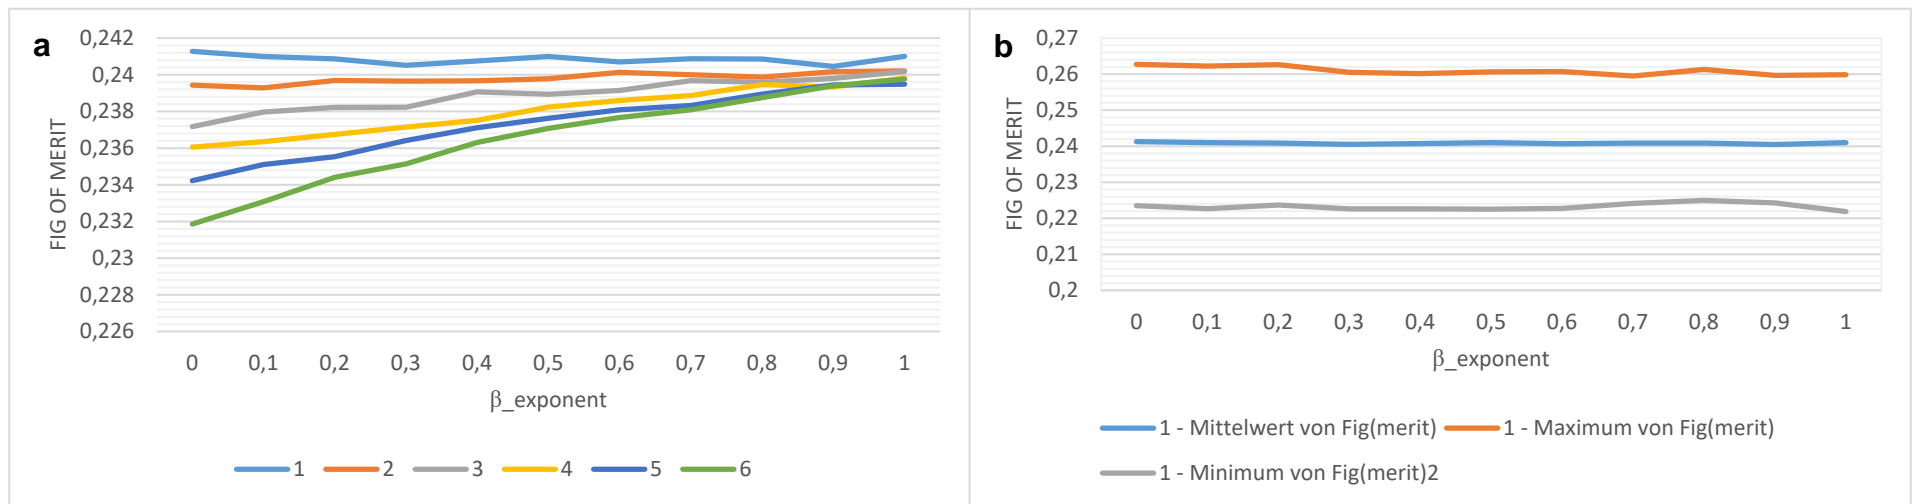 a
FIG OF MERIT
0,242
0,24
0,238
0,236
0,234
0,232
0,23
0,228
0,226
0 0,1 0,2 0,3 0,4 0,5 0,6 0,7 0,8 0,9 1
β_exponent
1 2 3 4 5 6
b
FIG OF MERIT
0,27
0,26
0,25
0,24
0,23
0,22
0,21
0,2
0 0,1 0,2 0,3 0,4 0,5 0,6 0,7 0,8 0,9 1
β_exponent
1 - Mittelwert von Fig(merit) 1 - Maximum von Fig(merit)
1 - Minimum von Fig(merit)2